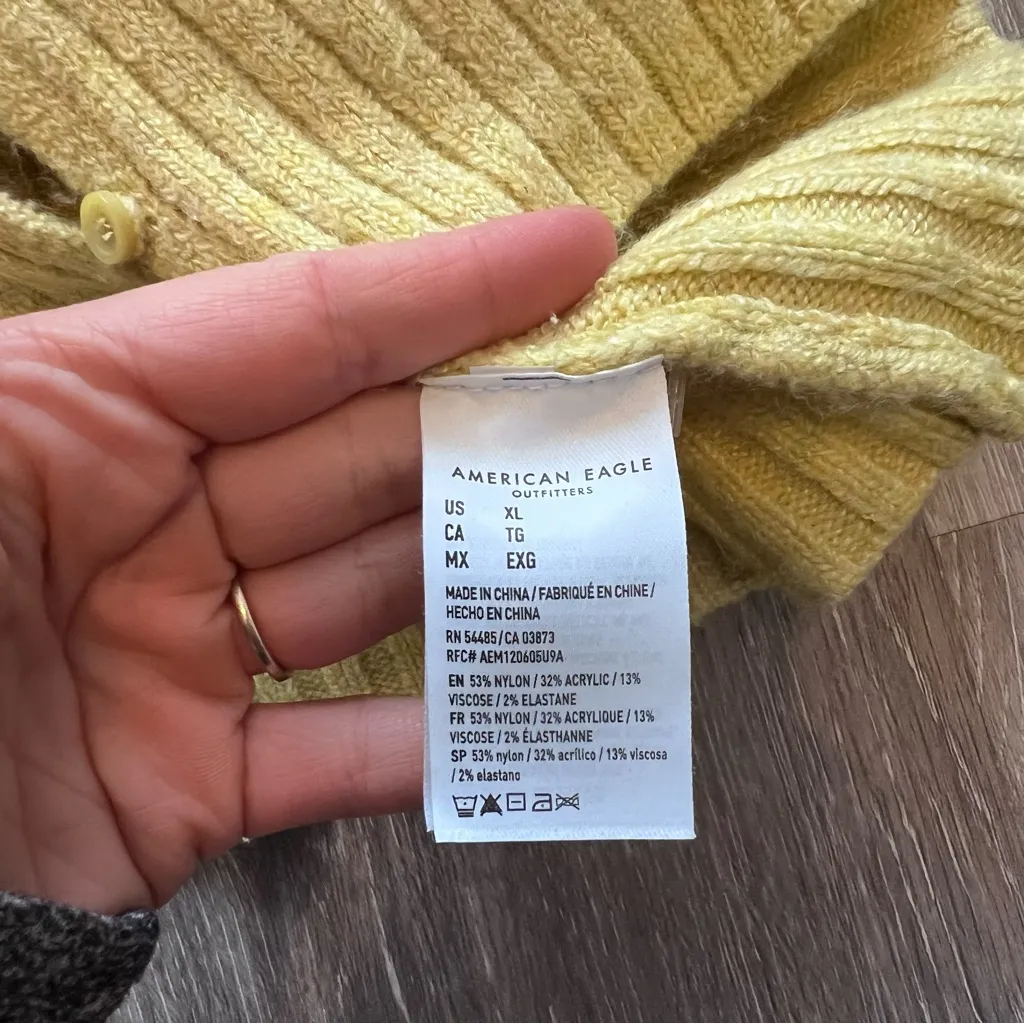 AMERICAN EAGLE
OUTFITTERS
US XL
CA TG
MX EXG
MADE IN CHINA / FABRIQUÉ EN CHINE /
HECHO EN CHINA
RN 54485 / CA 03873
RFC# AEM120605U9A
EN 53% NYLON / 32% ACRYLIC / 13%
VISCOSE / 2% ELASTANE
FR 53% NYLON / 32% ACRYLIQUE / 13%
VISCOSE / 2% ÉLASTHANNE
SP 53% nylon / 32% acrílico / 13% viscosa
/ 2% elastano